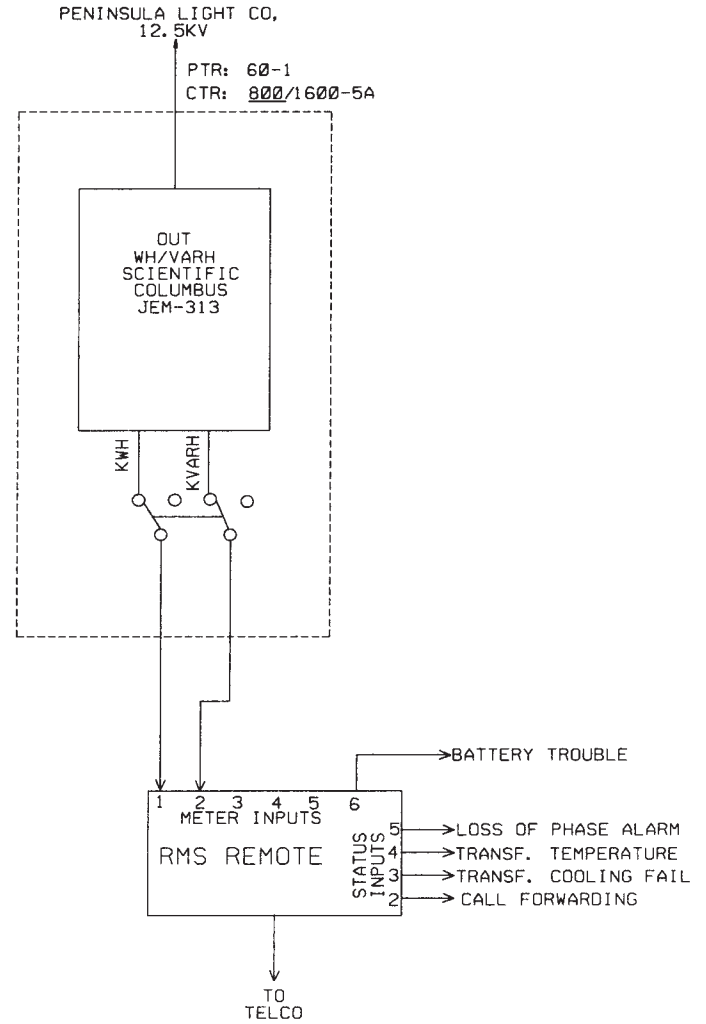 PENINSULA LIGHT CO,
12.5KV
PTR: 60-1
CTR: 800/1600-5A
OUT
WH/VARH
SCIENTIFIC
COLUMBUS
JEM-313
KWH
KVARH
BATTERY TROUBLE
1 2 3 4 5 6
METER INPUTS
RMS REMOTE
STATUS
INPUTS
5 LOSS OF PHASE ALARM
4 TRANSF. TEMPERATURE
3 TRANSF. COOLING FAIL
2 CALL FORWARDING
TO
TELCO